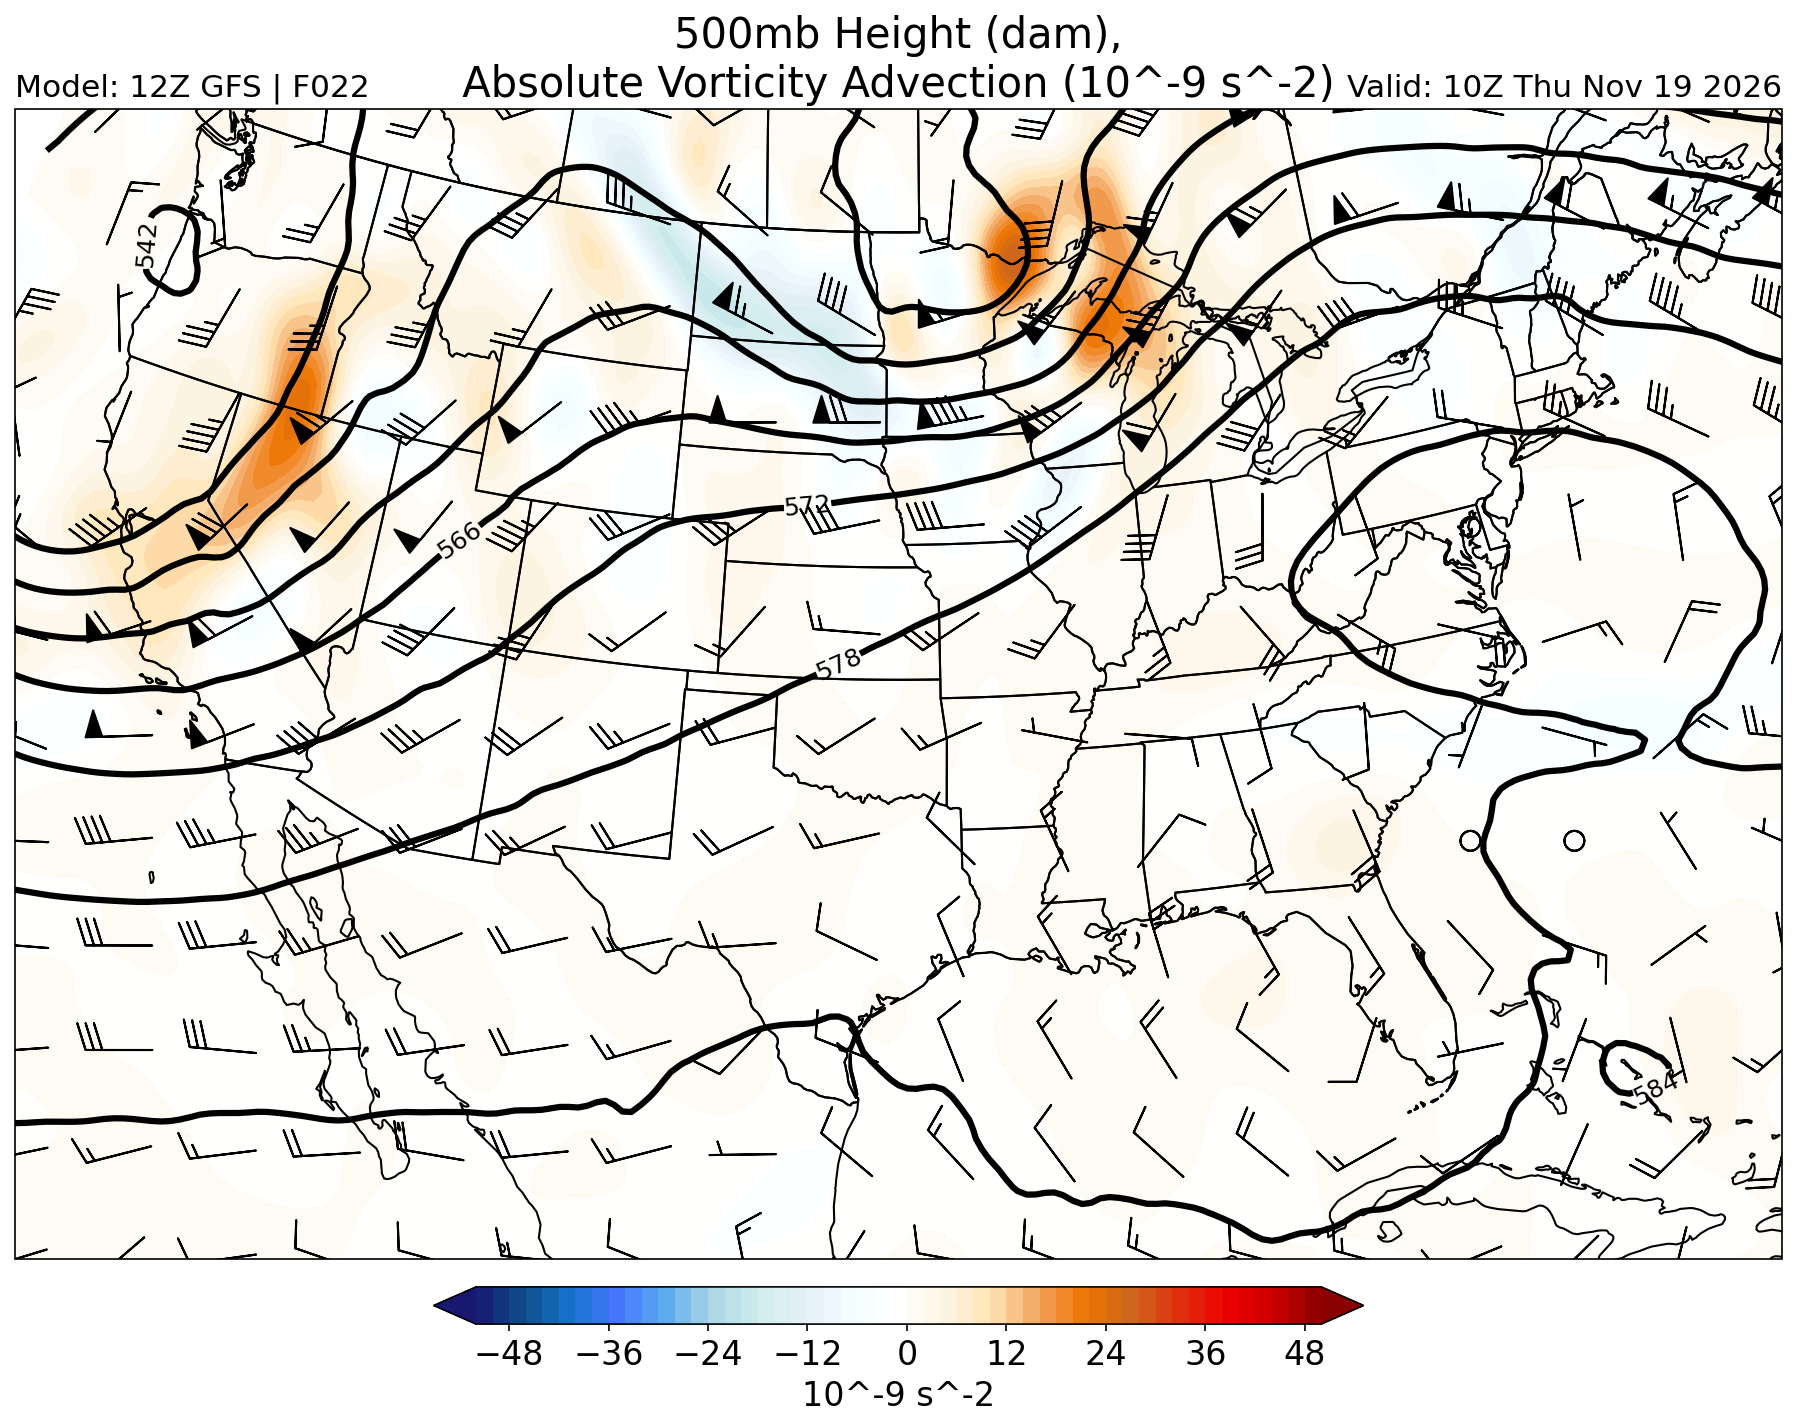 500mb Height (dam),
Model: 12Z GFS | F022
Absolute Vorticity Advection (10^-9 s^-2)
Valid: 10Z Thu Nov 19 2026
542
572
566
578
584
−48 −36 −24 −12 0 12 24 36 48
10^-9 s^-2